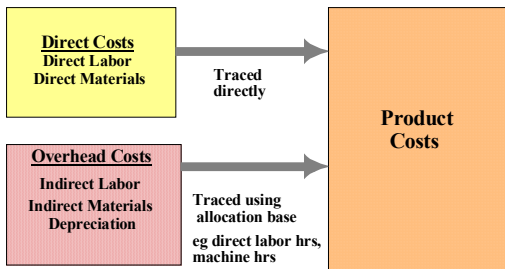 Direct Costs
Direct Labor
Direct Materials
Traced
directly
Product
Costs
Overhead Costs
Indirect Labor
Indirect Materials
Depreciation
Traced using
allocation base
eg direct labor hrs,
machine hrs